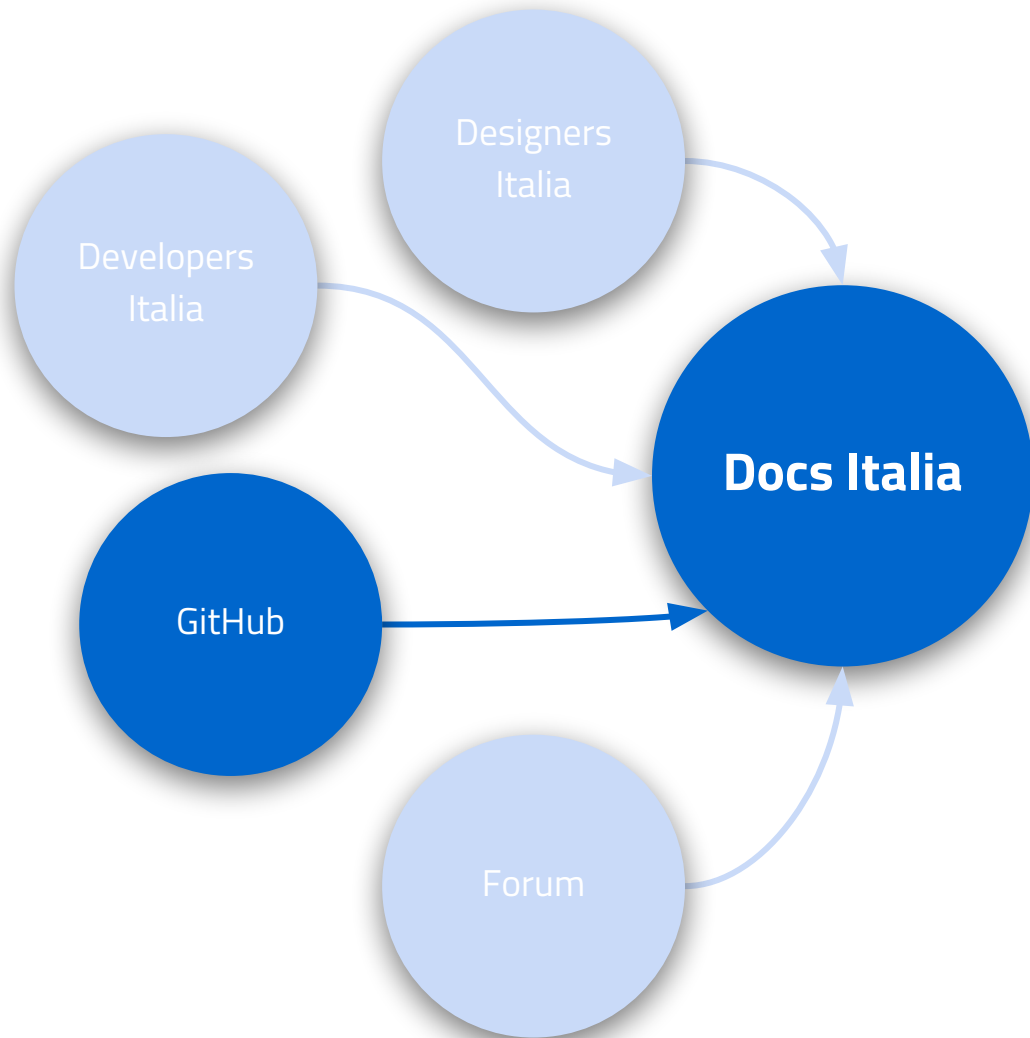 Designers
Italia
Developers
Italia
Docs Italia
GitHub
Forum